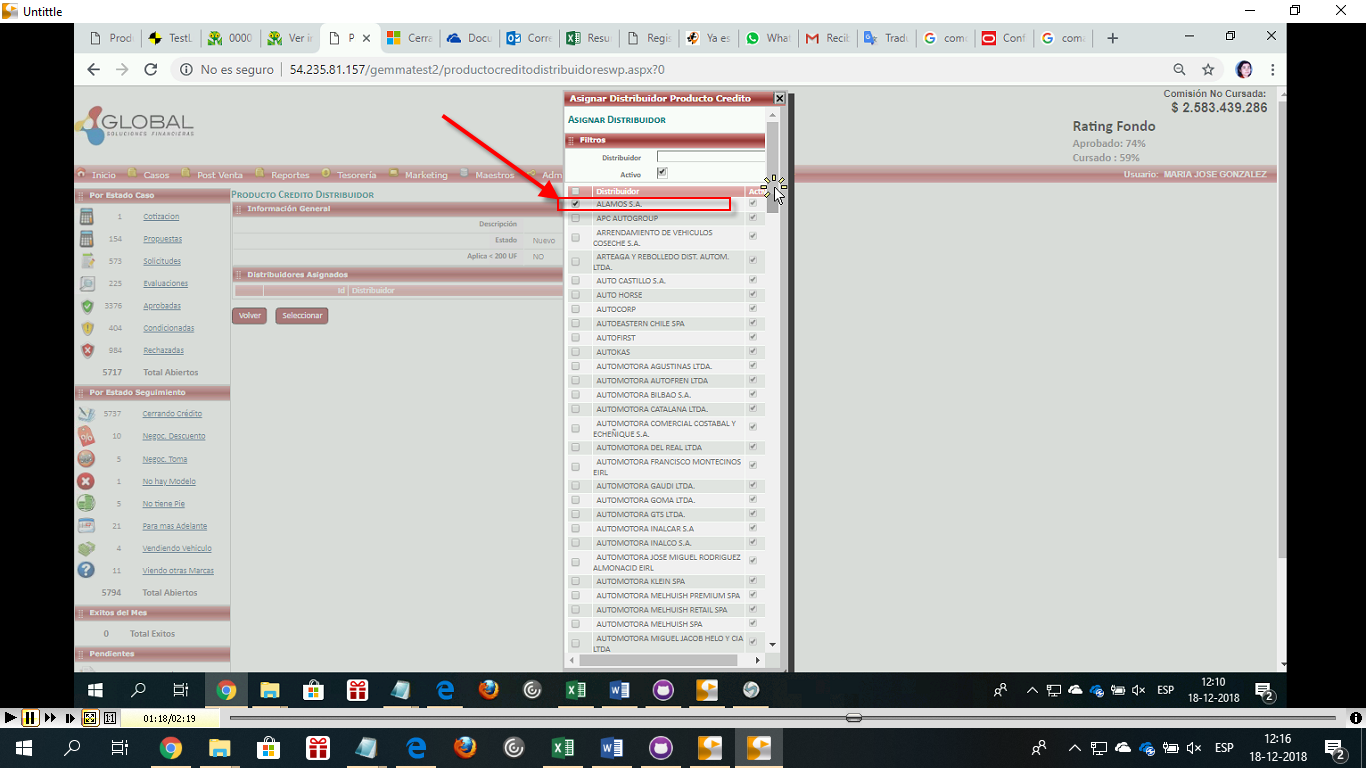 Untittle
Prod
TestL
0000
Ver ir
P
Cerra
Docu
Corre
Resu
Regis
Ya es
What
Recib
Tradu
como
Conf
como
No es seguro
54.235.81.157/gemmatest2/productocreditodistribuidoreswp.aspx?0
GLOBAL
SOLUCIONES FINANCIERAS
Comisión No Cursada:
$ 2.583.439.286
Rating Fondo
Aprobado: 74%
Cursado : 59%
Inicio Casos Post Venta Reportes Tesorería Marketing Maestros Adm
Usuario: MARIA JOSE GONZALEZ
Por Estado Caso
1 Cotizacion
154 Propuestas
573 Solicitudes
225 Evaluaciones
3376 Aprobadas
404 Condicionadas
984 Rechazadas
5717 Total Abiertos
Por Estado Seguimiento
5737 Cerrando Crédito
10 Negoc. Descuento
5 Negoc. Toma
1 No hay Modelo
5 No tiene Pie
21 Para mas Adelante
4 Vendiendo Vehículo
11 Viendo otras Marcas
5794 Total Abiertos
Exitos del Mes
0 Total Exitos
Pendientes
PRODUCTO CREDITO DISTRIBUIDOR
Información General
Descripción
Estado Nuevo
Aplica < 200 UF NO
Distribuidores Asignados
Id Distribuidor
Volver Seleccionar
Asignar Distribuidor Producto Credito
ASIGNAR DISTRIBUIDOR
Filtros
Distribuidor
Activo
Distribuidor Acti
ALAMOS S.A.
APC AUTOGROUP
ARRENDAMIENTO DE VEHICULOS
COSECHE S.A.
ARTEAGA Y REBOLLEDO DIST. AUTOM.
LTDA.
AUTO CASTILLO S.A.
AUTO HORSE
AUTOCORP
AUTOEASTERN CHILE SPA
AUTOFIRST
AUTOKAS
AUTOMOTORA AGUSTINAS LTDA.
AUTOMOTORA AUTOFREN LTDA
AUTOMOTORA BILBAO S.A.
AUTOMOTORA CATALANA LTDA.
AUTOMOTORA COMERCIAL COSTABAL Y
ECHEÑIQUE S.A.
AUTOMOTORA DEL REAL LTDA
AUTOMOTORA FRANCISCO MONTECINOS
EIRL
AUTOMOTORA GAUDI LTDA.
AUTOMOTORA GOMA LTDA.
AUTOMOTORA GTS LTDA.
AUTOMOTORA INALCAR S.A
AUTOMOTORA INALCO S.A.
AUTOMOTORA JOSE MIGUEL RODRIGUEZ
ALMONACID EIRL
AUTOMOTORA KLEIN SPA
AUTOMOTORA MELHUISH PREMIUM SPA
AUTOMOTORA MELHUISH RETAIL SPA
AUTOMOTORA MELHUISH SPA
AUTOMOTORA MIGUEL JACOB HELO Y CIA
LTDA
ESP
12:10
18-12-2018
2
01:18/02:19
ESP
12:16
18-12-2018
2